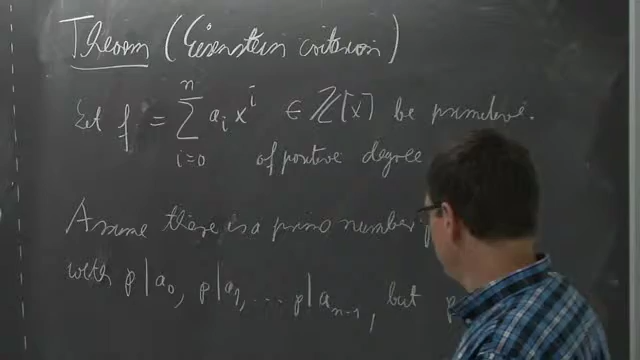 Theorem (Eisenstein criterion)
Let f = ∑_{i=0}^{n} a_i x^i ∈ ℤ[x] be primitive.
of positive degree
Assume there is a prime number p
with p | a_0, p | a_1, ... p | a_{n-1}, but p